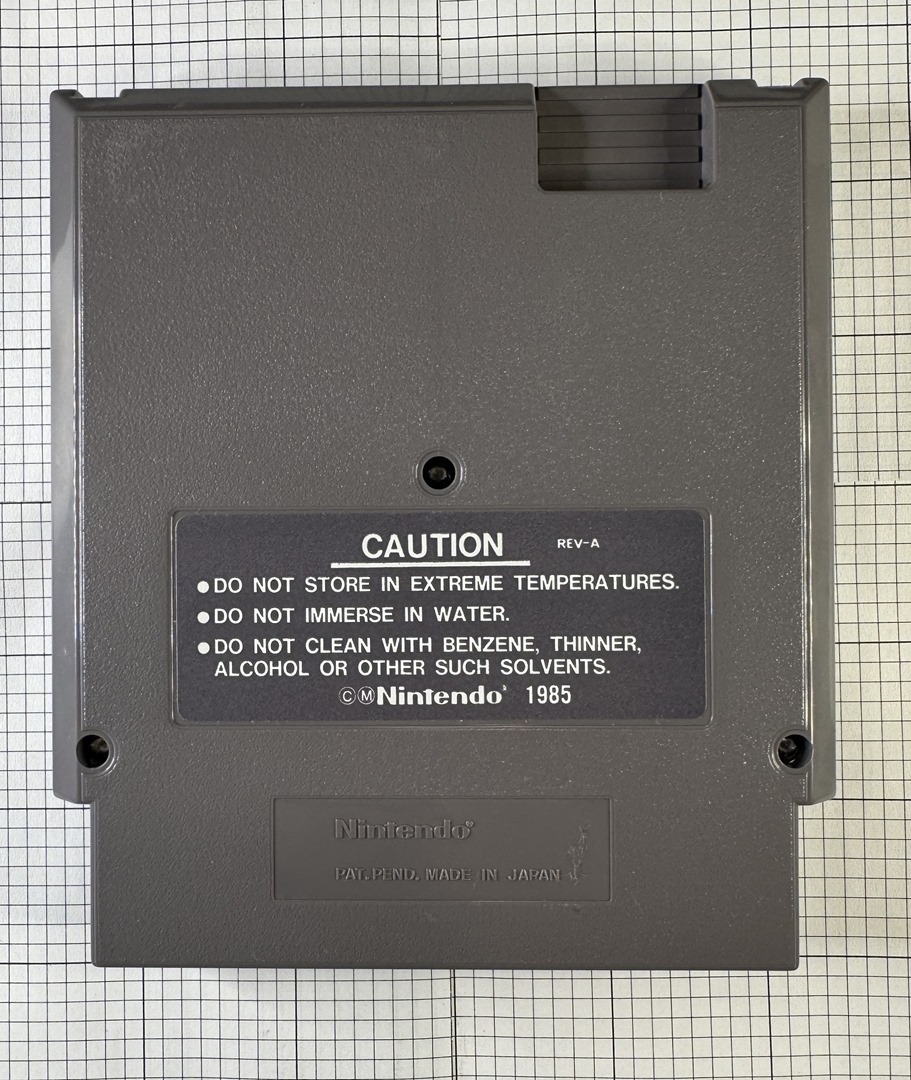 CAUTION REV-A
●DO NOT STORE IN EXTREME TEMPERATURES.
●DO NOT IMMERSE IN WATER.
●DO NOT CLEAN WITH BENZENE, THINNER,
ALCOHOL OR OTHER SUCH SOLVENTS.
ⒸⓂNintendo® 1985
Nintendo®
PAT. PEND. MADE IN JAPAN